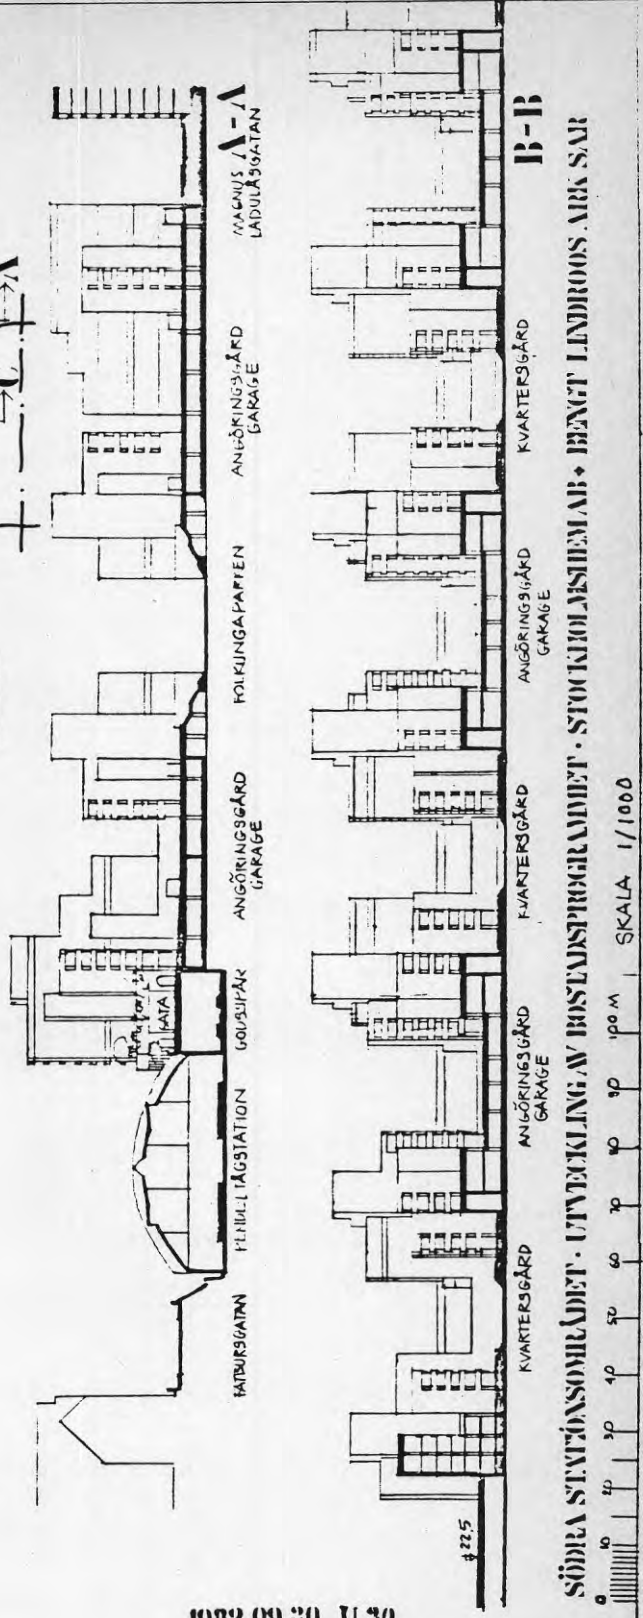 A-A
FATBURSGATAN
PENDELTÅGSTATION
GATA
GODSSPÅR
ANGÖRINGSGÅRD
GARAGE
FOLKUNGAPARKEN
ANGÖRINGSGÅRD
GARAGE
MAGNUS
LADULÅSGATAN
B-B
+22,5
KVARTERSGÅRD
ANGÖRINGSGÅRD
GARAGE
KVARTERSGÅRD
ANGÖRINGSGÅRD
GARAGE
KVARTERSGÅRD
SÖDRA STATIONSOMRÅDET · UTVECKLING AV BOSTADSPROGRAMMET · STOCKHOLMSHEM AB · BENGT LINDROOS ARK SAR
0 10 20 30 40 50 60 70 80 90 100 M SKALA 1/1000